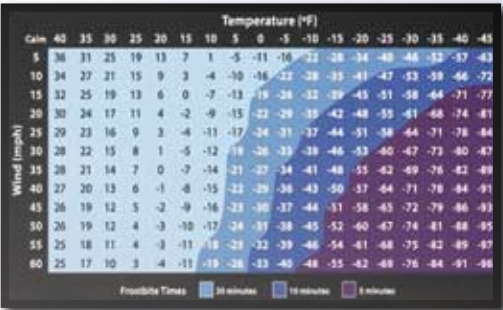 Temperature (°F)
Calm 40 35 30 25 20 15 10 5 0 -5 -10 -15 -20 -25 -30 -35 -40 -45
5 36 31 25 19 13 7 1 -5 -11 -16 -22 -28 -34 -40 -46 -52 -57 -63
10 34 27 21 15 9 3 -4 -10 -16 -22 -28 -35 -41 -47 -53 -59 -66 -72
15 32 25 19 13 6 0 -7 -13 -19 -26 -32 -39 -45 -51 -58 -64 -71 -77
20 30 24 17 11 4 -2 -9 -15 -22 -29 -35 -42 -48 -55 -61 -68 -74 -81
25 29 23 16 9 3 -4 -11 -17 -24 -31 -37 -44 -51 -58 -64 -71 -78 -84
30 28 22 15 8 1 -5 -12 -19 -26 -33 -39 -46 -53 -60 -67 -73 -80 -87
35 28 21 14 7 0 -7 -14 -21 -27 -34 -41 -48 -55 -62 -69 -76 -82 -89
40 27 20 13 6 -1 -8 -15 -22 -29 -36 -43 -50 -57 -64 -71 -78 -84 -91
45 26 19 12 5 -2 -9 -16 -23 -30 -37 -44 -51 -58 -65 -72 -79 -86 -93
50 26 19 12 4 -3 -10 -17 -24 -31 -38 -45 -52 -60 -67 -74 -81 -88 -95
55 25 18 11 4 -3 -11 -18 -25 -32 -39 -46 -54 -61 -68 -75 -82 -89 -97
60 25 17 10 3 -4 -11 -19 -26 -33 -40 -48 -55 -62 -69 -76 -84 -91 -98
Wind (mph)
Frostbite Times 30 minutes 10 minutes 5 minutes